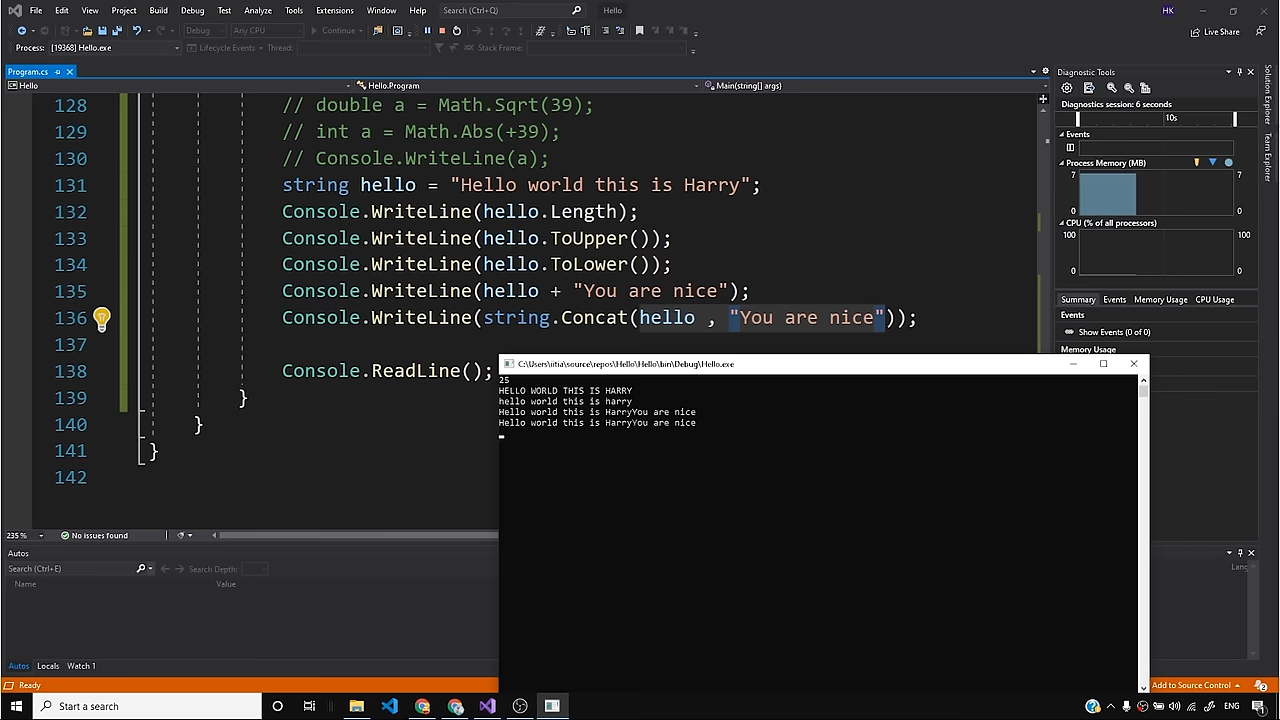 File Edit View Project Build Debug Test Analyze Tools Extensions Window Help Search (Ctrl+Q) Hello HK
Debug Any CPU Continue Live Share
Process: [19368] Hello.exe Lifecycle Events Thread: Stack Frame:
Program.cs
Hello Hello.Program Main(string[] args)
128 // double a = Math.Sqrt(39);
129 // int a = Math.Abs(+39);
130 // Console.WriteLine(a);
131 string hello = "Hello world this is Harry";
132 Console.WriteLine(hello.Length);
133 Console.WriteLine(hello.ToUpper());
134 Console.WriteLine(hello.ToLower());
135 Console.WriteLine(hello + "You are nice");
136 Console.WriteLine(string.Concat(hello , "You are nice"));
137
138 Console.ReadLine();
139 }
140 }
141 }
142
C:\Users\iitia\source\repos\Hello\Hello\bin\Debug\Hello.exe
25
HELLO WORLD THIS IS HARRY
hello world this is harry
Hello world this is HarryYou are nice
Hello world this is HarryYou are nice
Diagnostic Tools
Diagnostics session: 6 seconds
10s
Events
Process Memory (MB)
7 7
0 0
CPU (% of all processors)
100 100
0 0
Summary Events Memory Usage CPU Usage
Events
Show Events (0 of 0)
Memory Usage
Solution Explorer
Team Explorer
235 % No issues found
Autos
Search (Ctrl+E) Search Depth:
Name Value Lang
Autos Locals Watch 1
Ready Add to Source Control 2
Start a search ENG